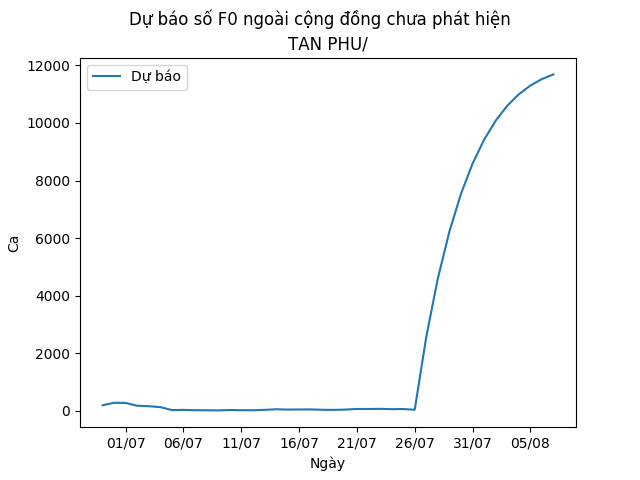 Dự báo số F0 ngoài cộng đồng chưa phát hiện
TAN PHU/
Dự báo
12000
10000
8000
6000
4000
2000
0
Ca
01/07 06/07 11/07 16/07 21/07 26/07 31/07 05/08
Ngày